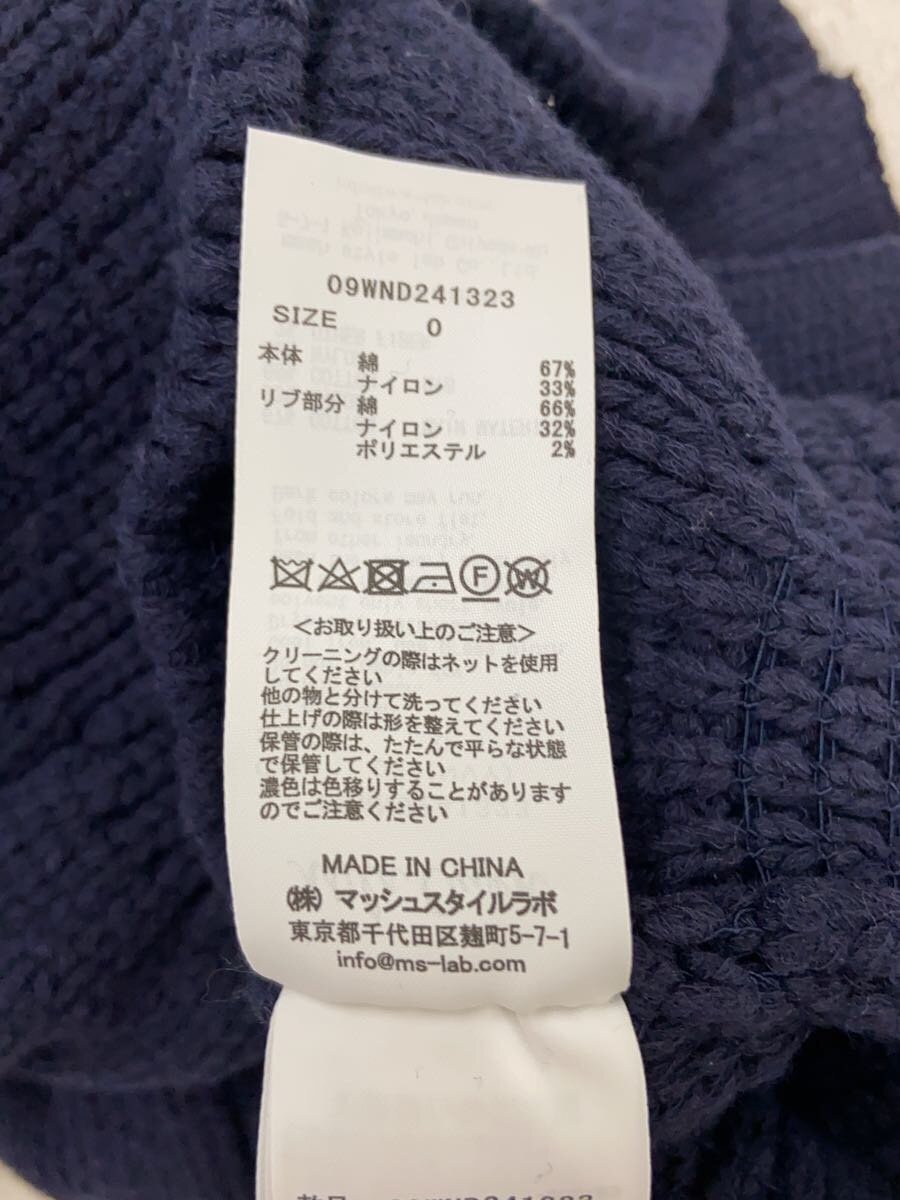 09WND241323
SIZE 0
本体 綿 67%
ナイロン 33%
リブ部分 綿 66%
ナイロン 32%
ポリエステル 2%
F W
<お取り扱い上のご注意>
クリーニングの際はネットを使用
してください
他の物と分けて洗ってください
仕上げの際は形を整えてください
保管の際は、たたんで平らな状態
で保管してください
濃色は色移りすることがあります
のでご注意ください
MADE IN CHINA
㈱ マッシュスタイルラボ
東京都千代田区麹町5-7-1
info@ms-lab.com